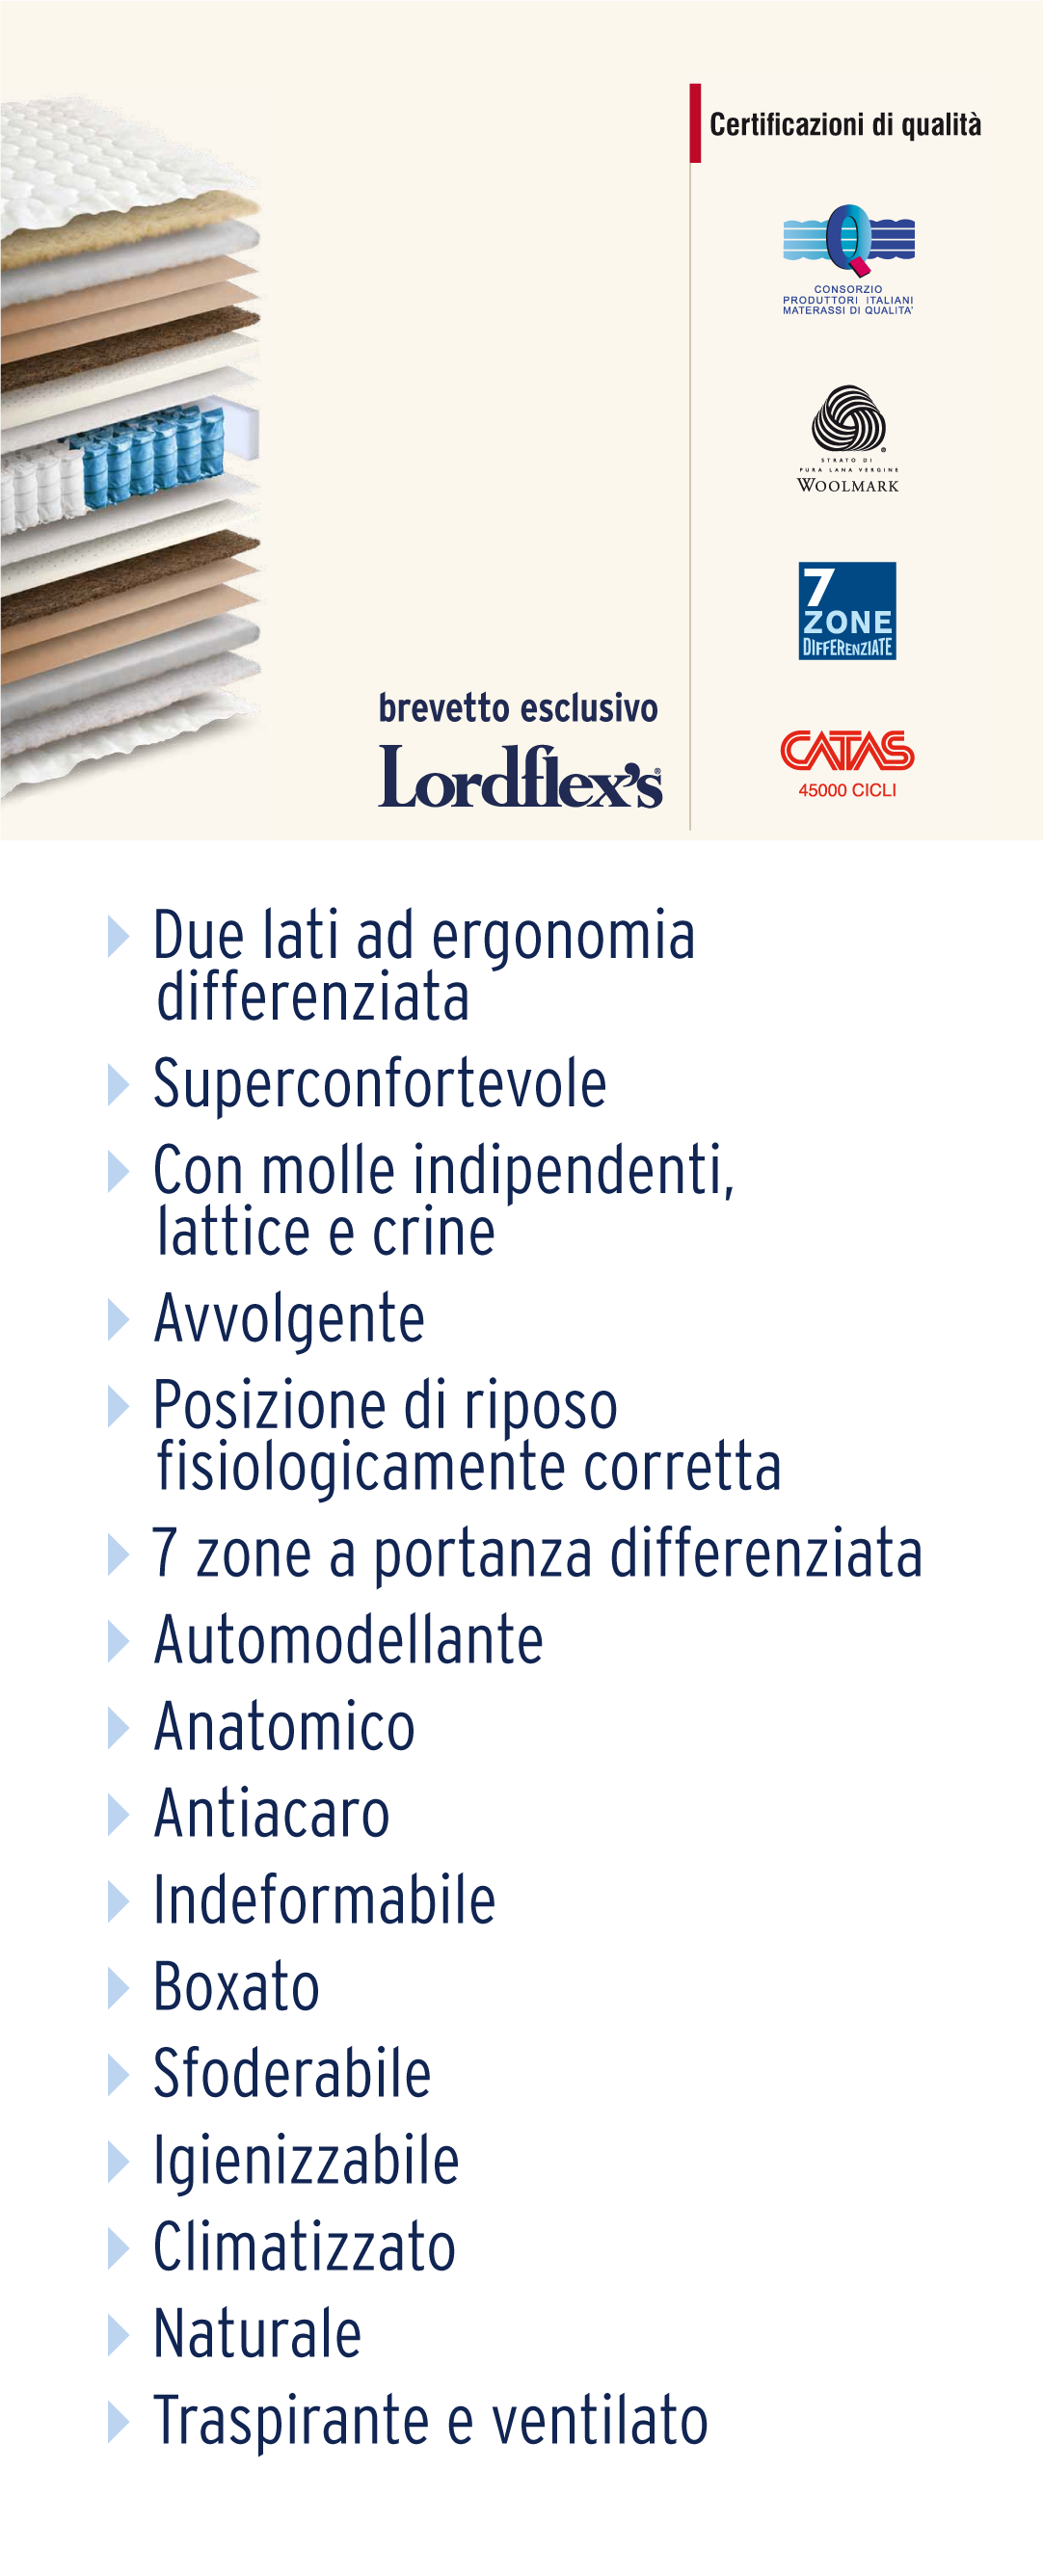 Certificazioni di qualità
Q
CONSORZIO
PRODUTTORI ITALIANI
MATERASSI DI QUALITA'
STRATO DI
PURA LANA VERGINE
WOOLMARK
7
ZONE
DIFFERENZIATE
CATAS
45000 CICLI
brevetto esclusivo
Lordflex's®
Due lati ad ergonomia
differenziata
Superconfortevole
Con molle indipendenti,
lattice e crine
Avvolgente
Posizione di riposo
fisiologicamente corretta
7 zone a portanza differenziata
Automodellante
Anatomico
Antiacaro
Indeformabile
Boxato
Sfoderabile
Igienizzabile
Climatizzato
Naturale
Traspirante e ventilato